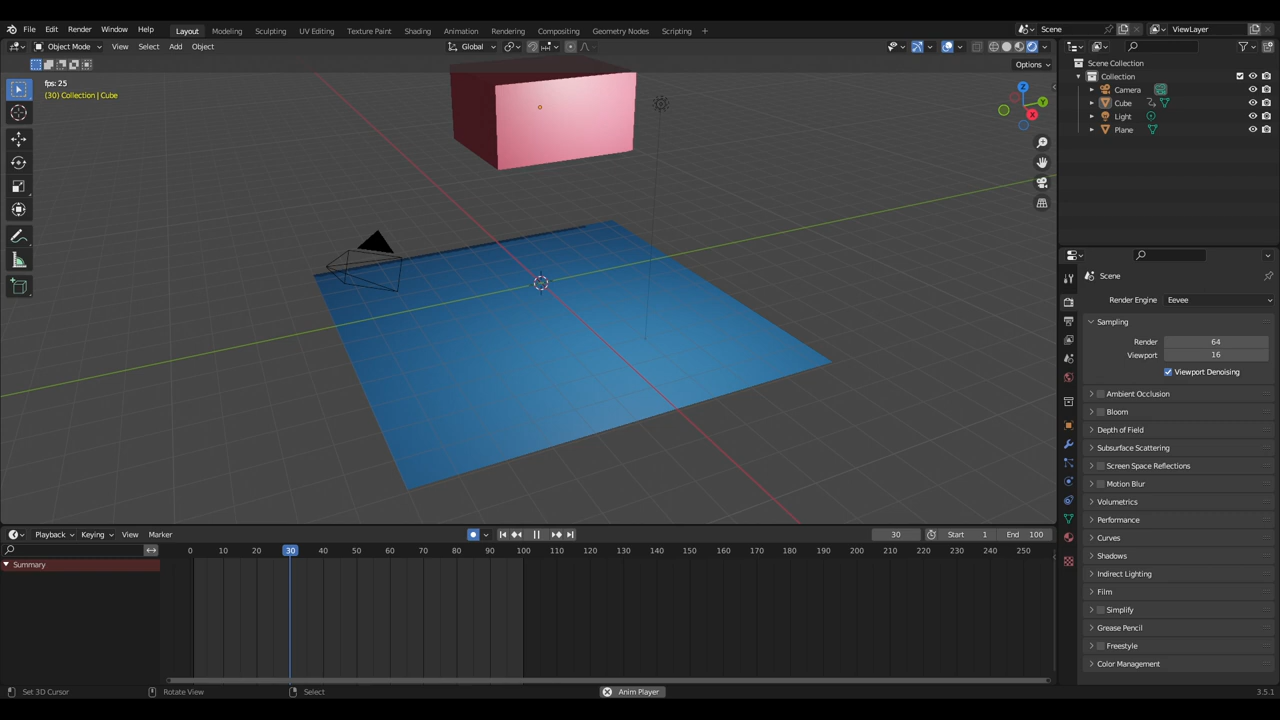 File Edit Render Window Help Layout Modeling Sculpting UV Editing Texture Paint Shading Animation Rendering Compositing Geometry Nodes Scripting + Scene ViewLayer
Object Mode View Select Add Object Global
Options
fps: 25
(30) Collection | Cube
Z
Y
X
Scene Collection
Collection
Camera
Cube
Light
Plane
Scene
Render Engine Eevee
Sampling
Render 64
Viewport 16
Viewport Denoising
Ambient Occlusion
Bloom
Depth of Field
Subsurface Scattering
Screen Space Reflections
Motion Blur
Volumetrics
Performance
Curves
Shadows
Indirect Lighting
Film
Simplify
Grease Pencil
Freestyle
Color Management
Playback Keying View Marker 30 Start 1 End 100
0 10 20 30 40 50 60 70 80 90 100 110 120 130 140 150 160 170 180 190 200 210 220 230 240 250
Summary
Set 3D Cursor Rotate View Select Anim Player 3.5.1